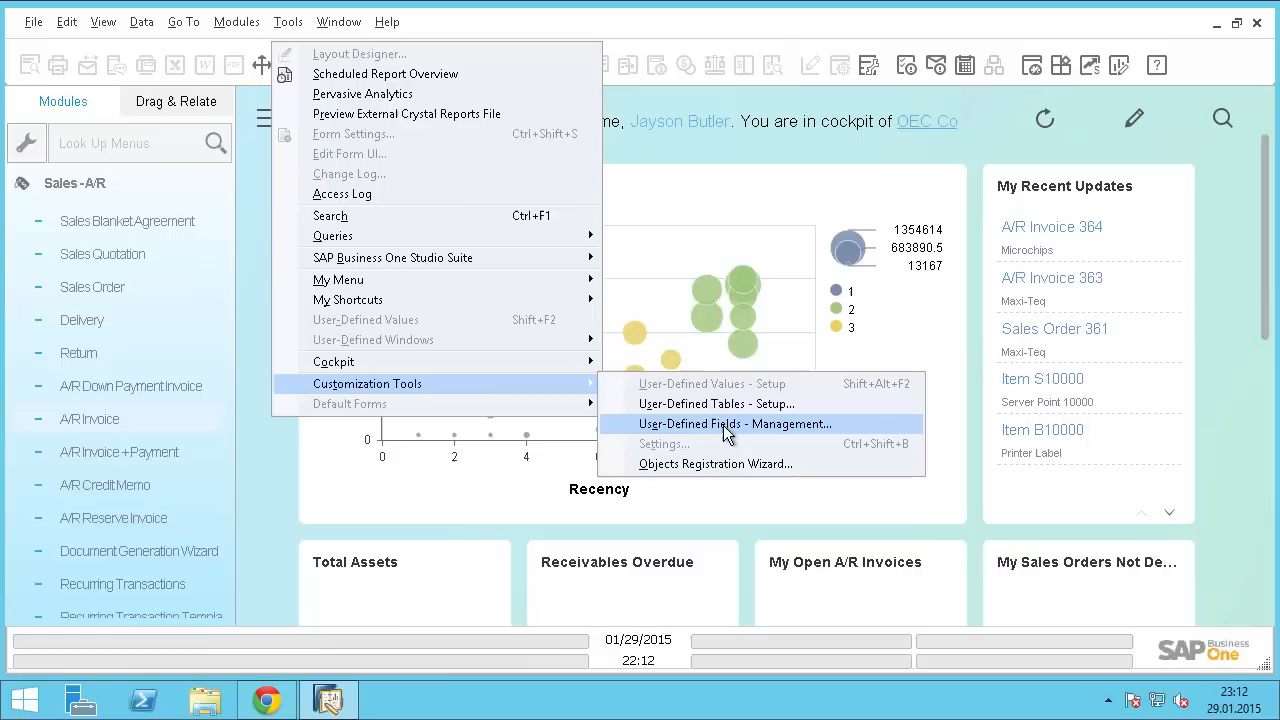 File Edit View Data Go To Modules Tools Window Help
Modules Drag & Relate
Look Up Menus
Sales - A/R
Sales Blanket Agreement
Sales Quotation
Sales Order
Delivery
Return
A/R Down Payment Invoice
A/R Invoice
A/R Invoice + Payment
A/R Credit Memo
A/R Reserve Invoice
Document Generation Wizard
Recurring Transactions
Recurring Transaction Templa
Layout Designer...
Scheduled Report Overview
Pervasive Analytics
Preview External Crystal Reports File
Form Settings... Ctrl+Shift+S
Edit Form UI...
Change Log...
Access Log
Search Ctrl+F1
Queries
SAP Business One Studio Suite
My Menu
My Shortcuts
User-Defined Values Shift+F2
User-Defined Windows
Cockpit
Customization Tools
Default Forms
User-Defined Values - Setup Shift+Alt+F2
User-Defined Tables - Setup...
User-Defined Fields - Management...
Settings... Ctrl+Shift+B
Objects Registration Wizard...
me, Jayson Butler. You are in cockpit of OEC Co
1354614
683890.5
13167
1
2
3
0
0 2 4 6
Recency
My Recent Updates
A/R Invoice 364
Microchips
A/R Invoice 363
Maxi-Teq
Sales Order 361
Maxi-Teq
Item S10000
Server Point 10000
Item B10000
Printer Label
Total Assets
Receivables Overdue
My Open A/R Invoices
My Sales Orders Not De...
01/29/2015
22:12
SAP Business One
23:12
29.01.2015